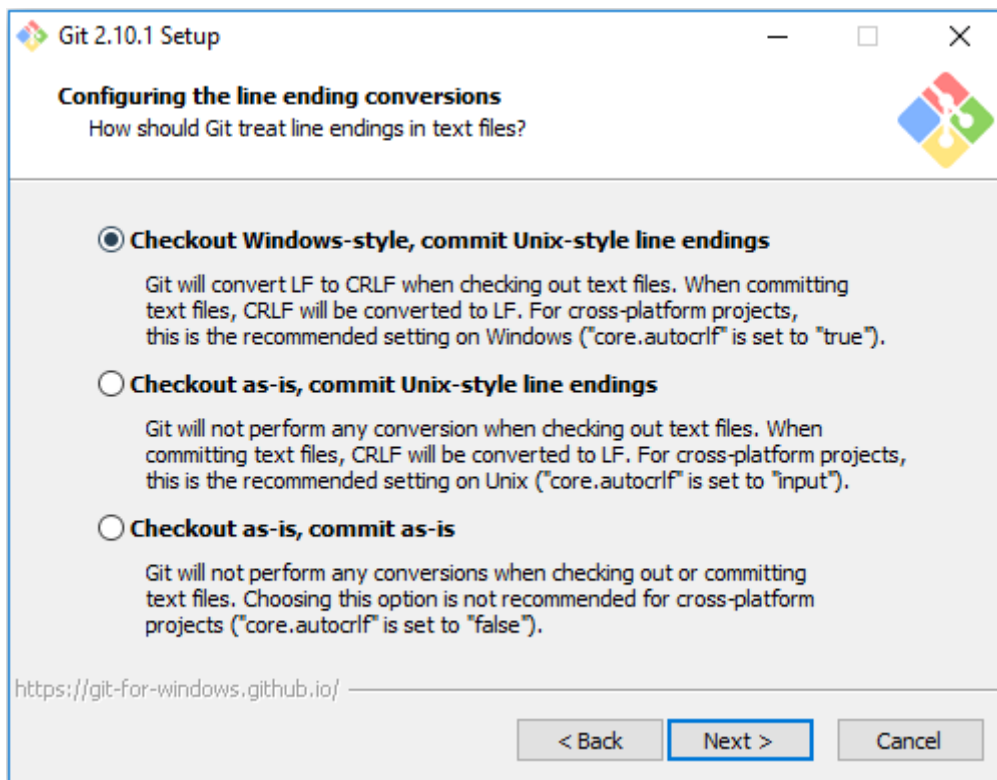 Git 2.10.1 Setup
Configuring the line ending conversions
How should Git treat line endings in text files?
Checkout Windows-style, commit Unix-style line endings
Git will convert LF to CRLF when checking out text files. When committing
text files, CRLF will be converted to LF. For cross-platform projects,
this is the recommended setting on Windows ("core.autocrlf" is set to "true").
Checkout as-is, commit Unix-style line endings
Git will not perform any conversion when checking out text files. When
committing text files, CRLF will be converted to LF. For cross-platform projects,
this is the recommended setting on Unix ("core.autocrlf" is set to "input").
Checkout as-is, commit as-is
Git will not perform any conversions when checking out or committing
text files. Choosing this option is not recommended for cross-platform
projects ("core.autocrlf" is set to "false").
https://git-for-windows.github.io/
< Back Next > Cancel